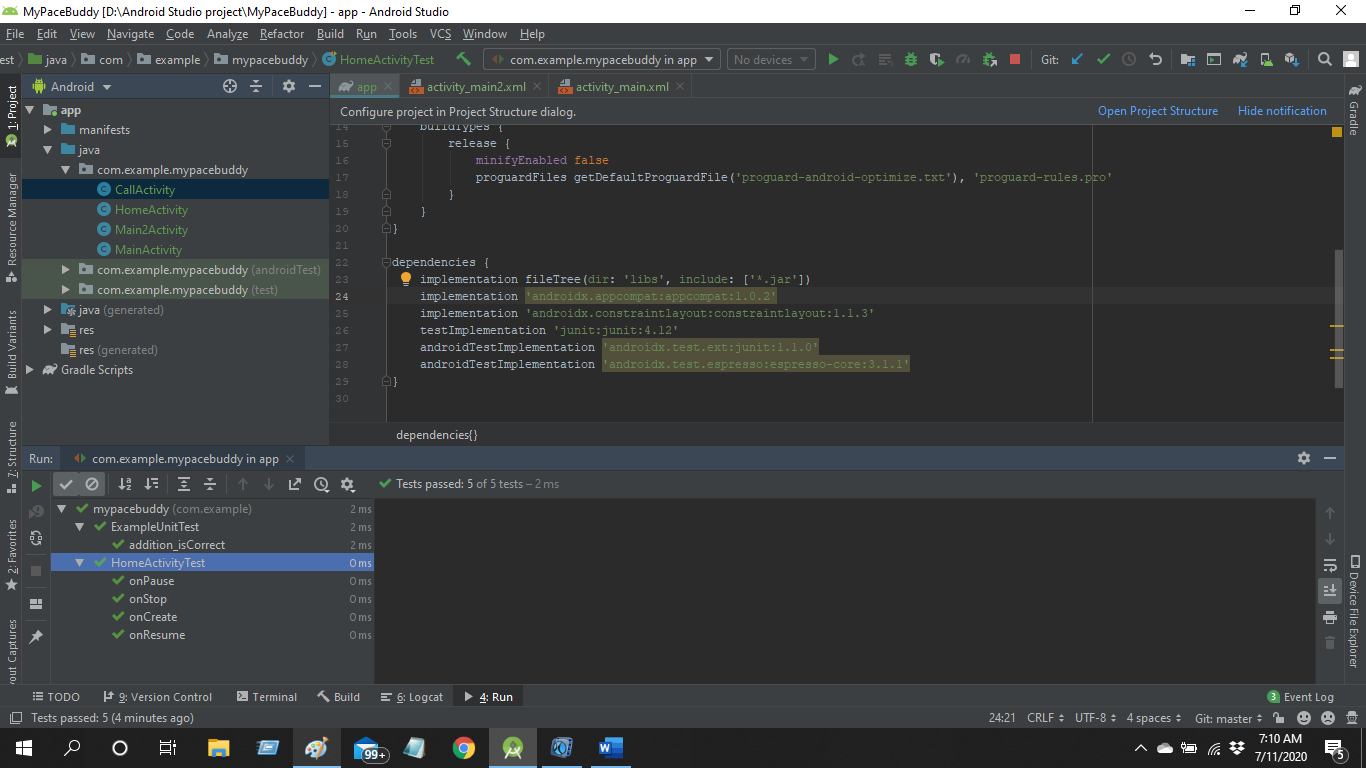 MyPaceBuddy [D:\Android Studio project\MyPaceBuddy] - app - Android Studio
File Edit View Navigate Code Analyze Refactor Build Run Tools VCS Window Help
est java com example mypacebuddy HomeActivityTest com.example.mypacebuddy in app No devices Git:
Android
app activity_main2.xml activity_main.xml
Configure project in Project Structure dialog. Open Project Structure Hide notification
1: Project
Resource Manager
Build Variants
7: Structure
2: Favorites
yout Captures
Gradle
Device File Explorer
app
manifests
java
com.example.mypacebuddy
CallActivity
HomeActivity
Main2Activity
MainActivity
com.example.mypacebuddy (androidTest)
com.example.mypacebuddy (test)
java (generated)
res
res (generated)
Gradle Scripts
14 buildTypes {
15 release {
16 minifyEnabled false
17 proguardFiles getDefaultProguardFile('proguard-android-optimize.txt'), 'proguard-rules.pro'
18 }
19 }
20 }
21
22 dependencies {
23 implementation fileTree(dir: 'libs', include: ['*.jar'])
24 implementation 'androidx.appcompat:appcompat:1.0.2'
25 implementation 'androidx.constraintlayout:constraintlayout:1.1.3'
26 testImplementation 'junit:junit:4.12'
27 androidTestImplementation 'androidx.test.ext:junit:1.1.0'
28 androidTestImplementation 'androidx.test.espresso:espresso-core:3.1.1'
29 }
30
dependencies{}
Run: com.example.mypacebuddy in app
Tests passed: 5 of 5 tests – 2 ms
mypacebuddy (com.example) 2 ms
ExampleUnitTest 2 ms
addition_isCorrect 2 ms
HomeActivityTest 0 ms
onPause 0 ms
onStop 0 ms
onCreate 0 ms
onResume 0 ms
TODO 9: Version Control Terminal Build 6: Logcat 4: Run 3 Event Log
Tests passed: 5 (4 minutes ago) 24:21 CRLF UTF-8 4 spaces Git: master
99+
7:10 AM
7/11/2020
5